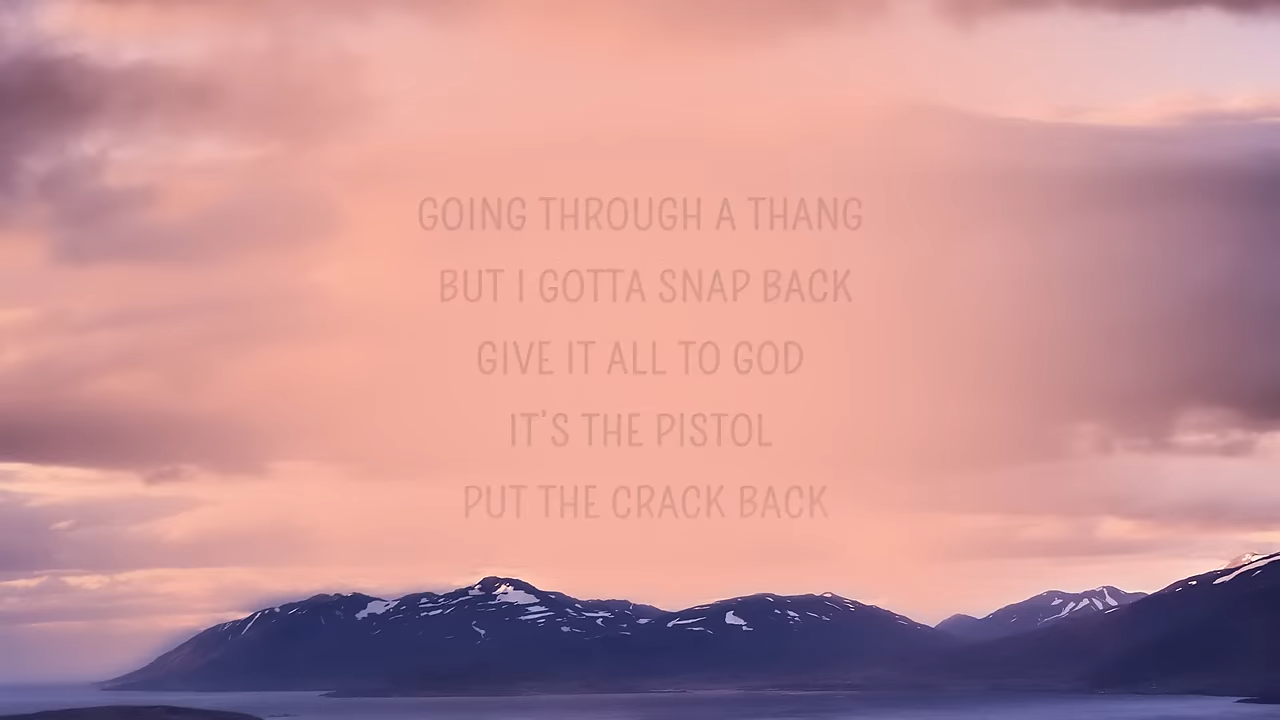 GOING THROUGH A THANG
BUT I GOTTA SNAP BACK
GIVE IT ALL TO GOD
IT'S THE PISTOL
PUT THE CRACK BACK